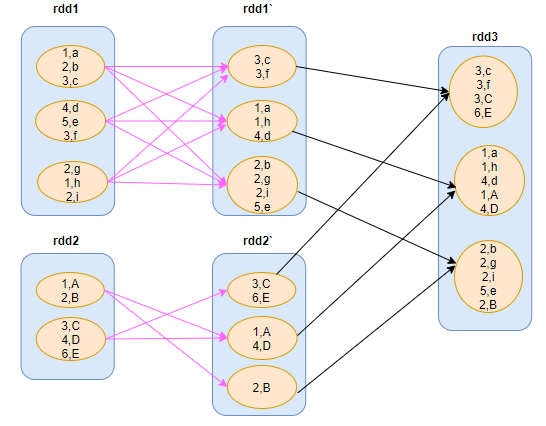 rdd1
1,a
2,b
3,c
4,d
5,e
3,f
2,g
1,h
2,i
rdd1`
3,c
3,f
1,a
1,h
4,d
2,b
2,g
2,i
5,e
rdd2
1,A
2,B
3,C
4,D
6,E
rdd2`
3,C
6,E
1,A
4,D
2,B
rdd3
3,c
3,f
3,C
6,E
1,a
1,h
4,d
1,A
4,D
2,b
2,g
2,i
5,e
2,B